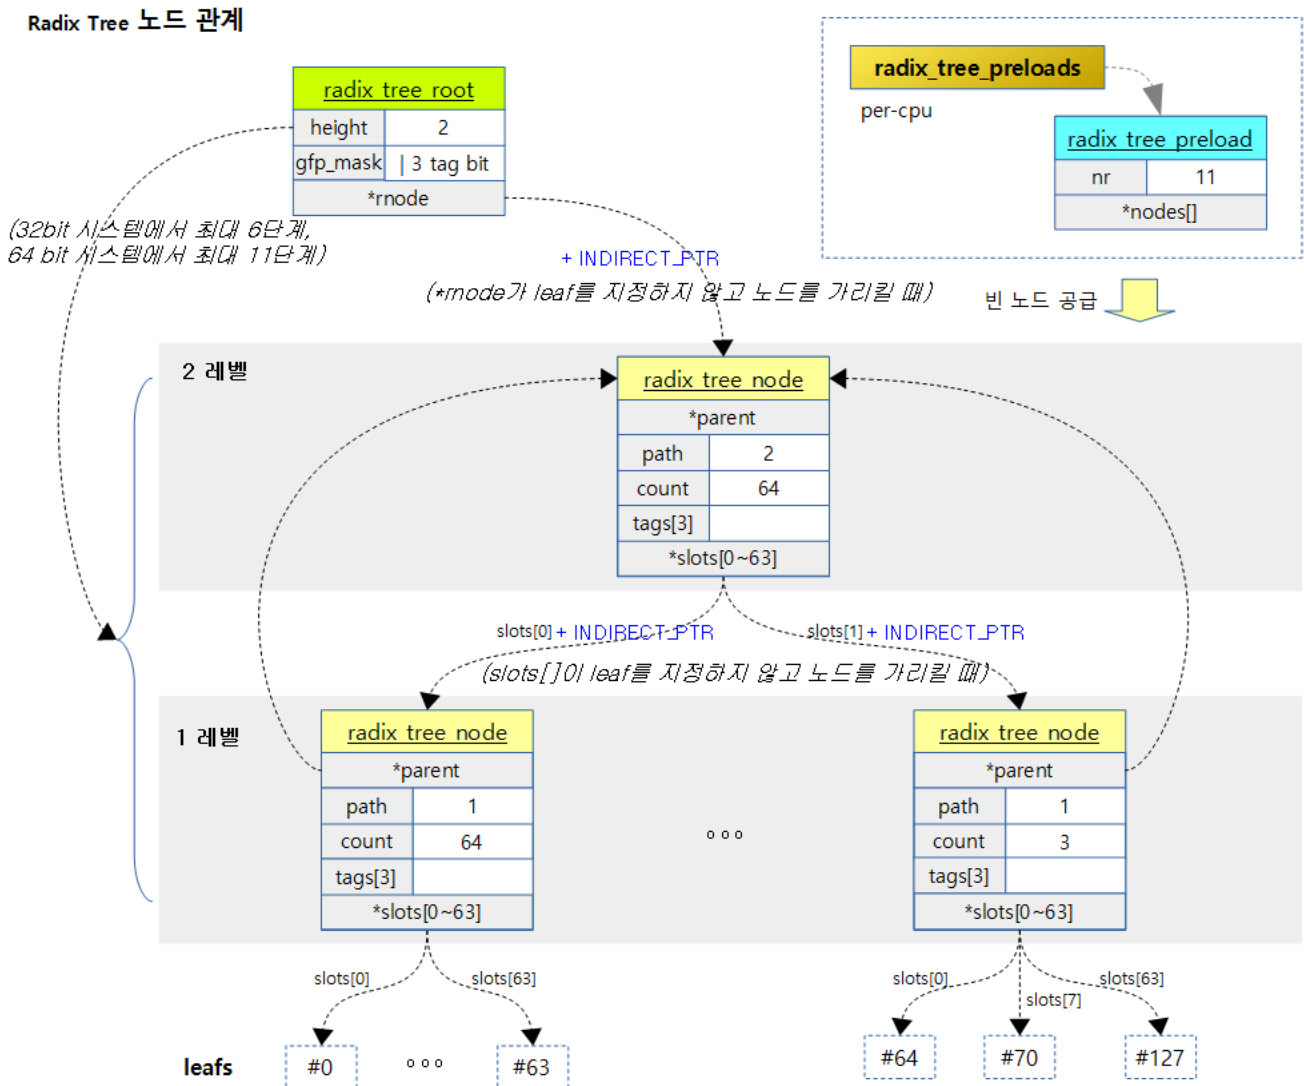 Radix Tree 노드 관계
radix_tree_preloads
per-cpu
radix_tree_preload
nr 11
*nodes[]
radix_tree_root
height 2
gfp_mask | 3 tag bit
*rnode
(32bit 시스템에서 최대 6단계,
64 bit 시스템에서 최대 11단계)
+ INDIRECT_PTR
(*rnode가 leaf를 지정하지 않고 노드를 가리킬 때)
빈 노드 공급
2 레벨
radix_tree_node
*parent
path 2
count 64
tags[3]
*slots[0~63]
slots[0] + INDIRECT_PTR
slots[1] + INDIRECT_PTR
(slots[]이 leaf를 지정하지 않고 노드를 가리킬 때)
1 레벨
radix_tree_node
*parent
path 1
count 64
tags[3]
*slots[0~63]
ㅇㅇㅇ
radix_tree_node
*parent
path 1
count 3
tags[3]
*slots[0~63]
slots[0]
slots[63]
slots[0]
slots[7]
slots[63]
leafs
#0
ㅇㅇㅇ
#63
#64
#70
#127